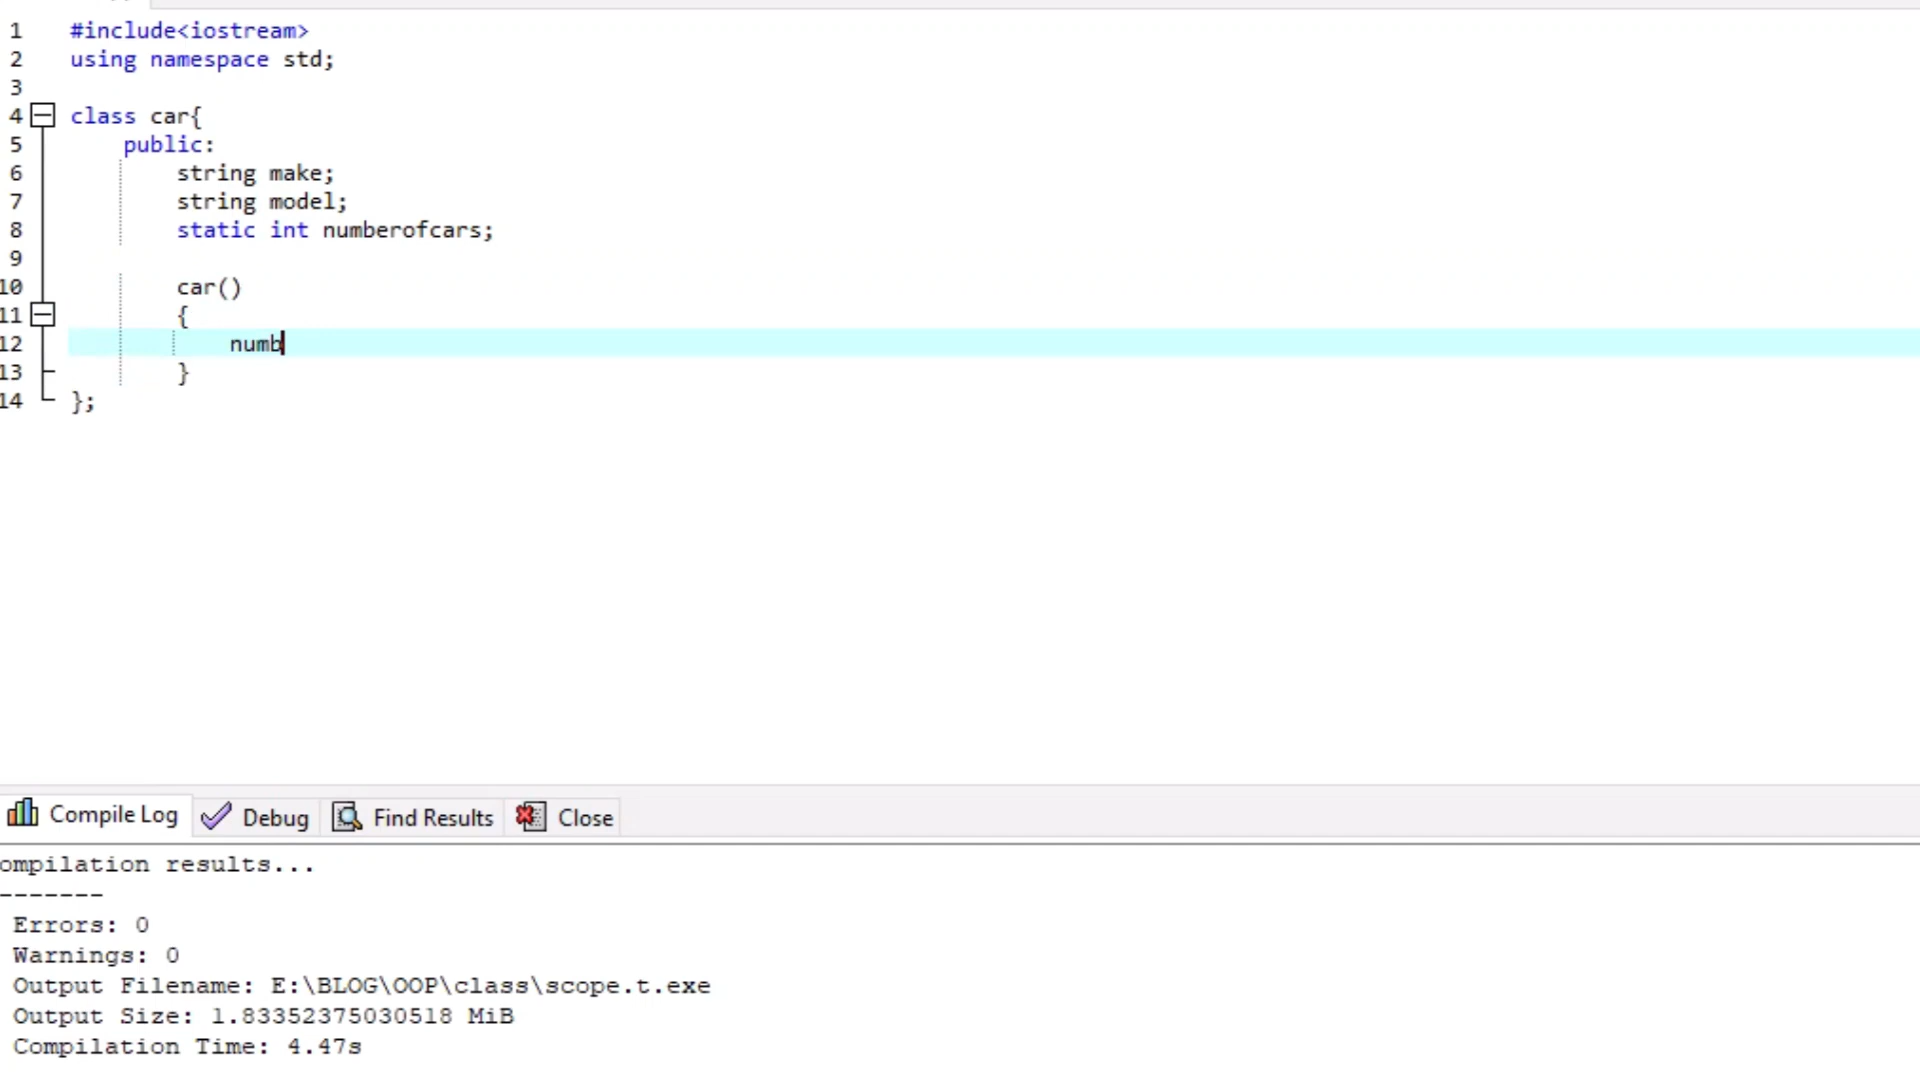 1 #include<iostream>
2 using namespace std;
3
4 class car{
5 public:
6 string make;
7 string model;
8 static int numberofcars;
9
10 car()
11 {
12 numb
13 }
14 };
Compile Log Debug Find Results Close
ompilation results...
-------
Errors: 0
Warnings: 0
Output Filename: E:\BLOG\OOP\class\scope.t.exe
Output Size: 1.83352375030518 MiB
Compilation Time: 4.47s